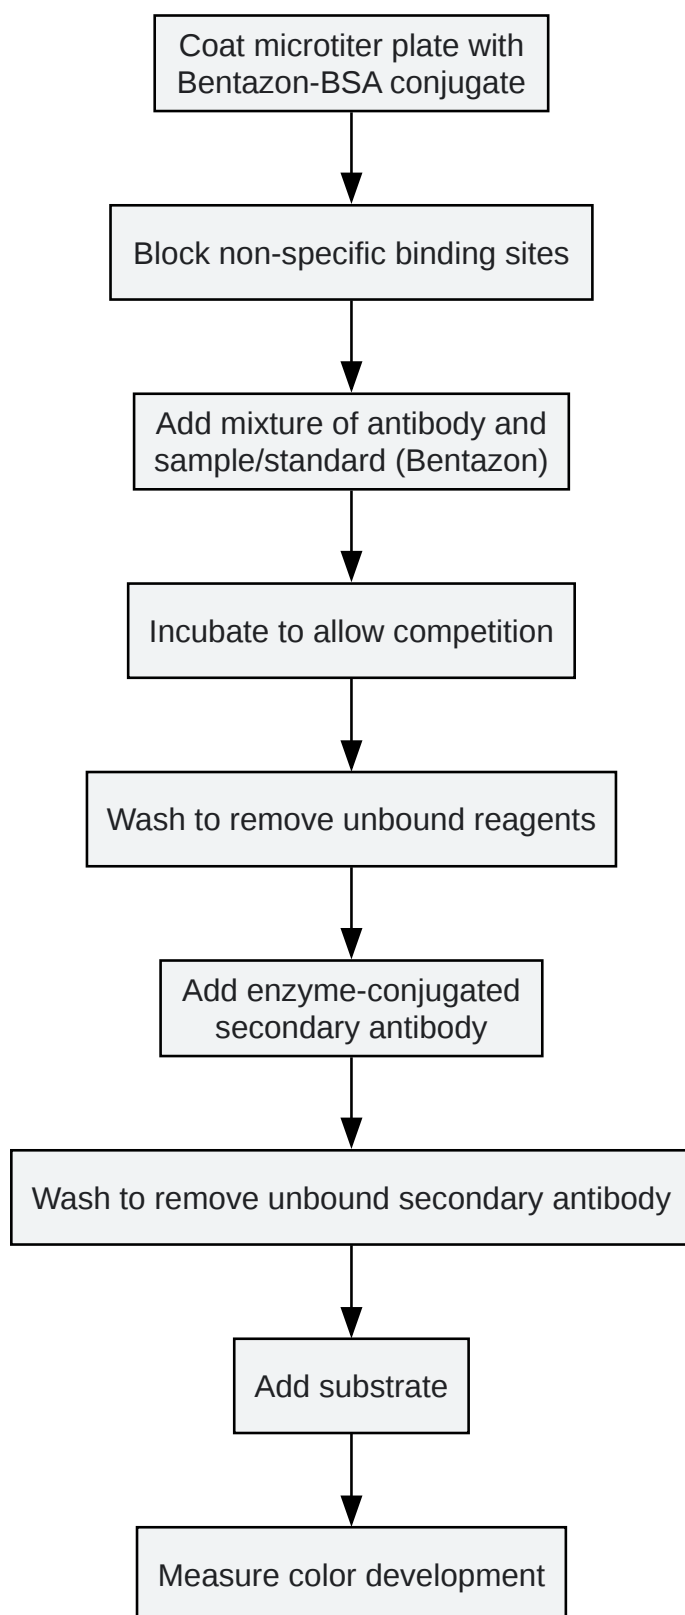 Coat microtiter plate with
Bentazon-BSA conjugate
Block non-specific binding sites
Add mixture of antibody and
sample/standard (Bentazon)
Incubate to allow competition
Wash to remove unbound reagents
Add enzyme-conjugated
secondary antibody
Wash to remove unbound secondary antibody
Add substrate
Measure color development